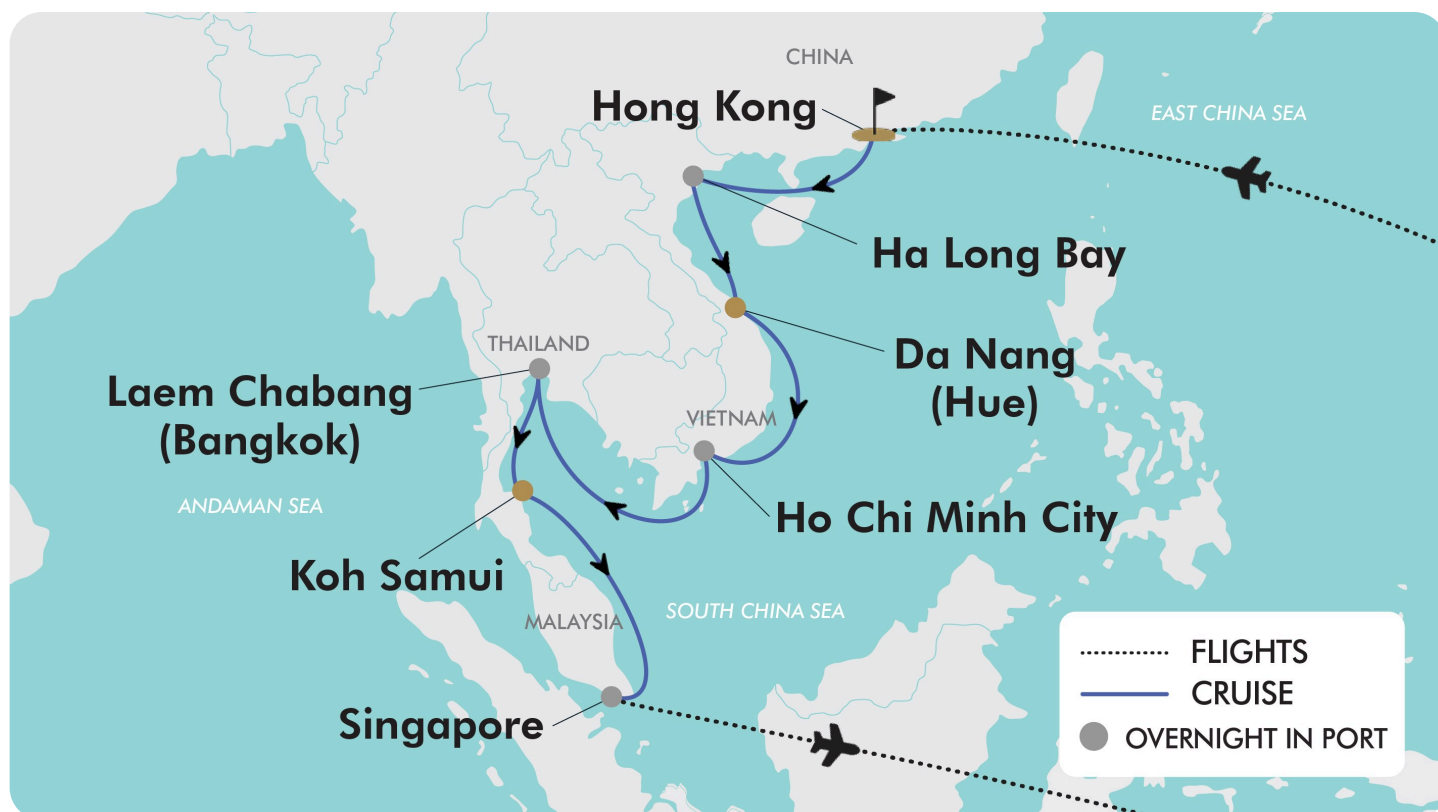 CHINA
Hong Kong
EAST CHINA SEA
Ha Long Bay
THAILAND
Da Nang
(Hue)
Laem Chabang
(Bangkok)
VIETNAM
ANDAMAN SEA
Ho Chi Minh City
Koh Samui
SOUTH CHINA SEA
MALAYSIA
Singapore
FLIGHTS
CRUISE
OVERNIGHT IN PORT